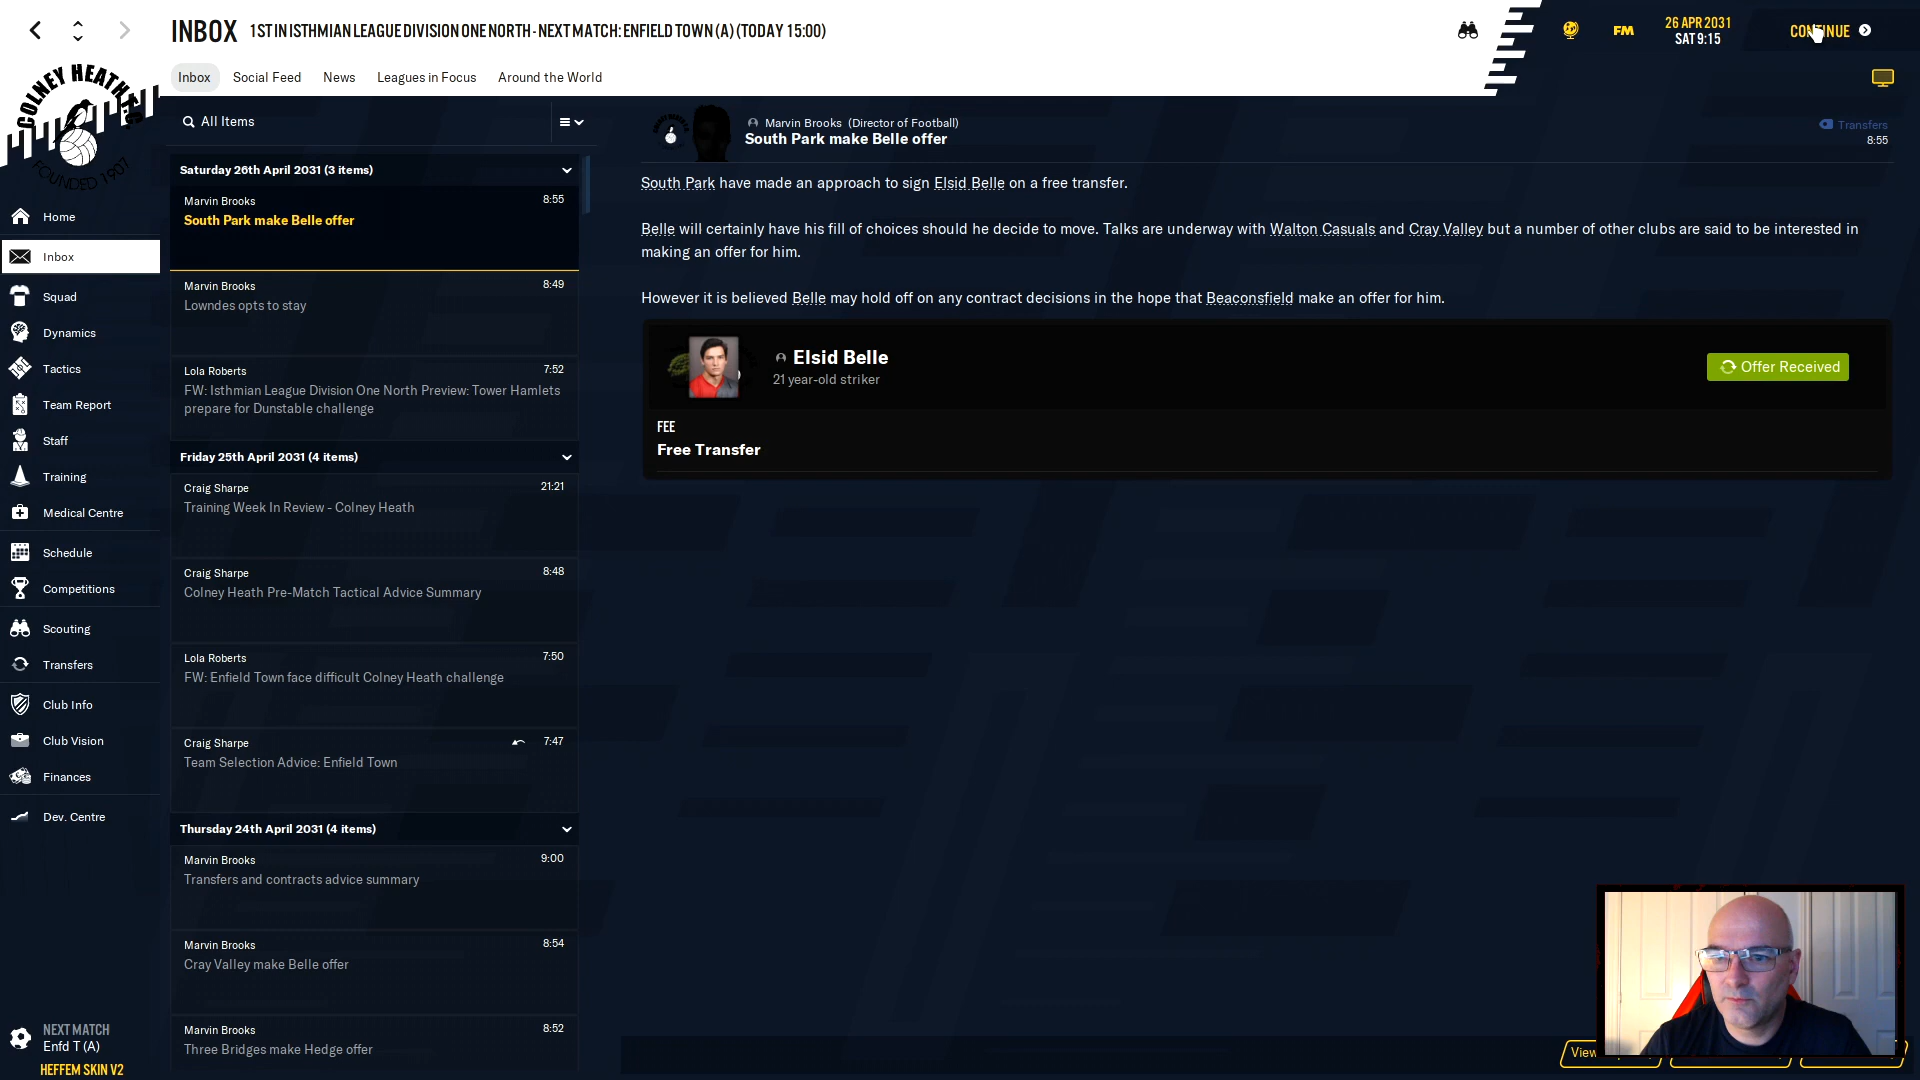 INBOX
1ST IN ISTHMIAN LEAGUE DIVISION ONE NORTH - NEXT MATCH: ENFIELD TOWN (A) (TODAY 15:00)
FM
26 APR 2031
SAT 9:15
CONTINUE
Inbox
Social Feed
News
Leagues in Focus
Around the World
COLNEY HEATH F.C.
FOUNDED 1907
Home
Inbox
Squad
Dynamics
Tactics
Team Report
Staff
Training
Medical Centre
Schedule
Competitions
Scouting
Transfers
Club Info
Club Vision
Finances
Dev. Centre
NEXT MATCH
Enfd T (A)
HEFFEM SKIN V2
All Items
Saturday 26th April 2031 (3 items)
Marvin Brooks
8:55
South Park make Belle offer
Marvin Brooks
8:49
Lowndes opts to stay
Lola Roberts
7:52
FW: Isthmian League Division One North Preview: Tower Hamlets
prepare for Dunstable challenge
Friday 25th April 2031 (4 items)
Craig Sharpe
21:21
Training Week In Review - Colney Heath
Craig Sharpe
8:48
Colney Heath Pre-Match Tactical Advice Summary
Lola Roberts
7:50
FW: Enfield Town face difficult Colney Heath challenge
Craig Sharpe
7:47
Team Selection Advice: Enfield Town
Thursday 24th April 2031 (4 items)
Marvin Brooks
9:00
Transfers and contracts advice summary
Marvin Brooks
8:54
Cray Valley make Belle offer
Marvin Brooks
8:52
Three Bridges make Hedge offer
Marvin Brooks (Director of Football)
South Park make Belle offer
Transfers
8:55
South Park have made an approach to sign Elsid Belle on a free transfer.
Belle will certainly have his fill of choices should he decide to move. Talks are underway with Walton Casuals and Cray Valley but a number of other clubs are said to be interested in
making an offer for him.
However it is believed Belle may hold off on any contract decisions in the hope that Beaconsfield make an offer for him.
Elsid Belle
21 year-old striker
Offer Received
FEE
Free Transfer
View